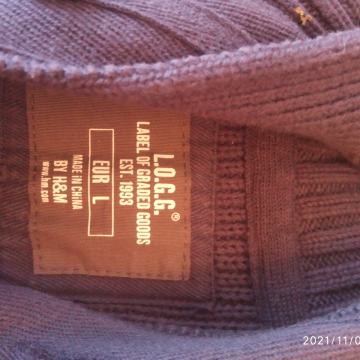 L.O.G.G.®
LABEL OF GRADED GOODS
EST. 1993
EUR L
MADE IN CHINA
BY H&M
www.hm.com
2021/11/0